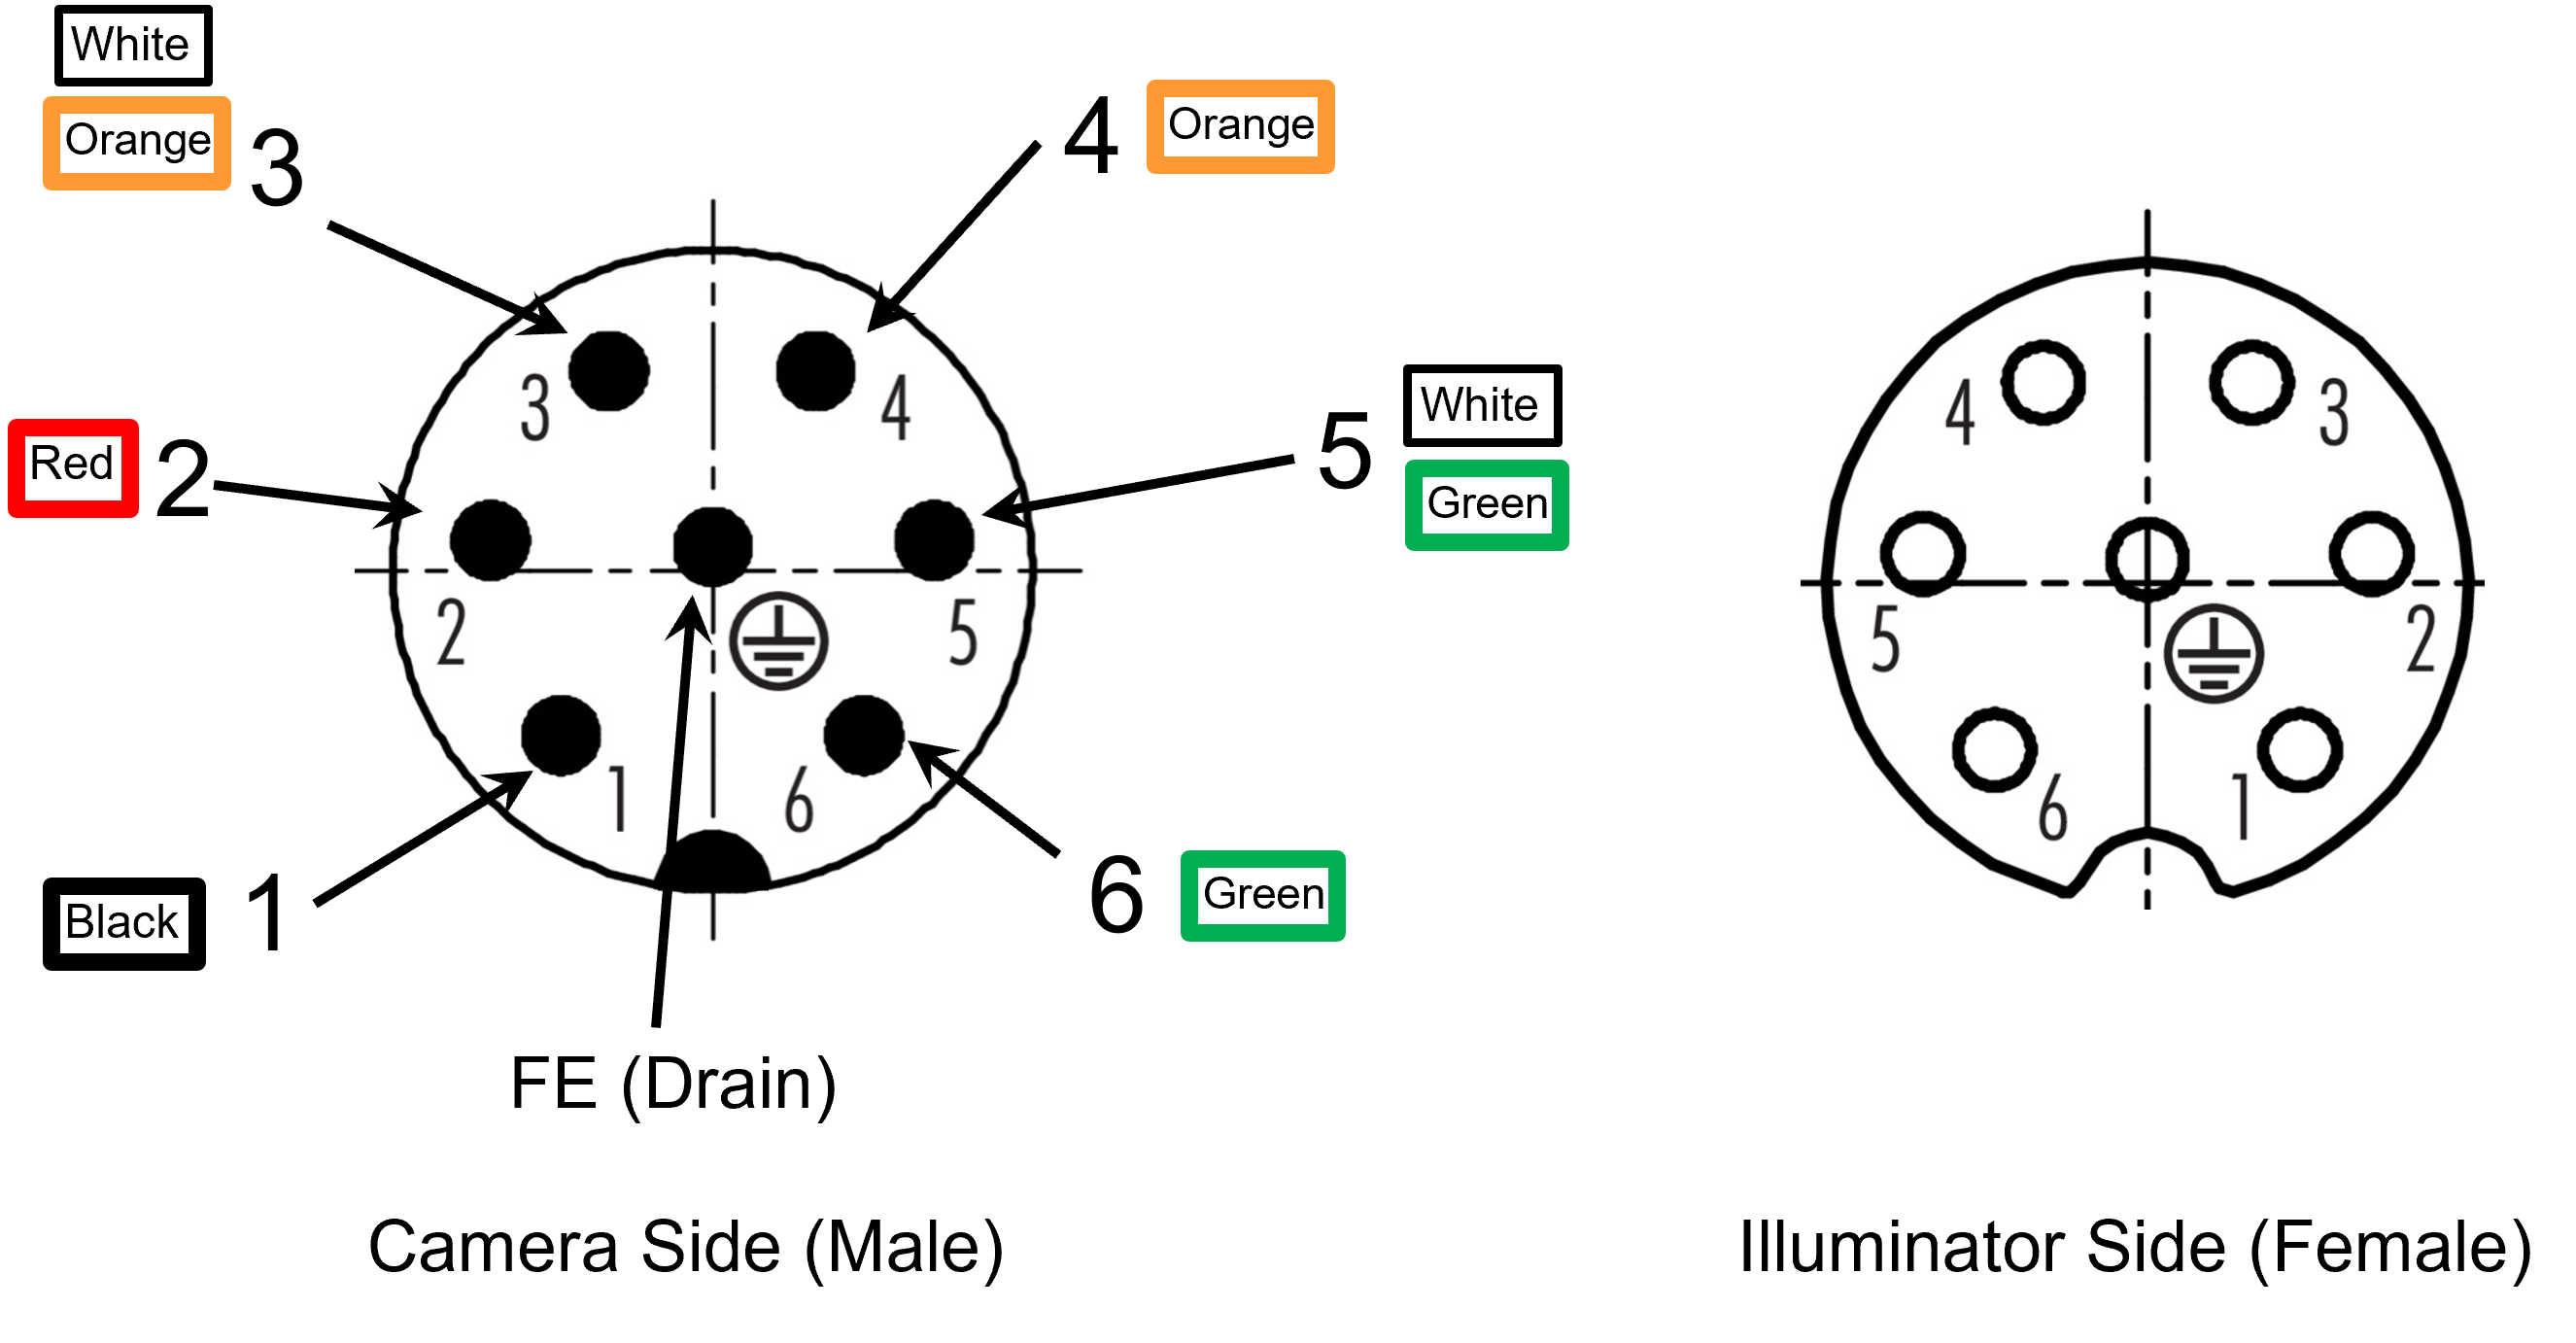 White
Orange
3
4
Orange
3
4
White
5
Green
Red
2
2
5
1
6
Black
1
6
Green
FE (Drain)
Camera Side (Male)
4
3
5
2
6
1
Illuminator Side (Female)